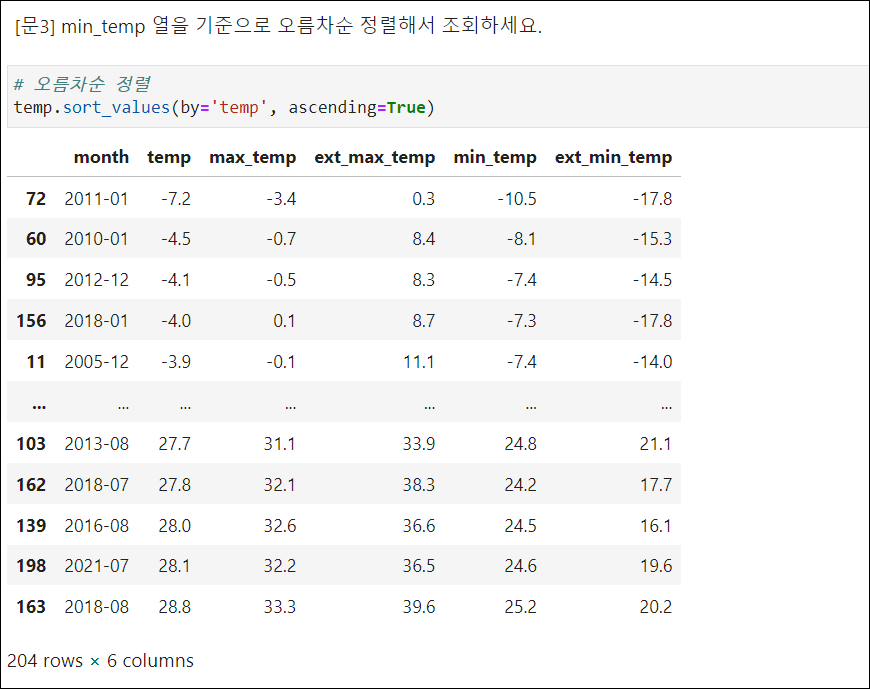 [문3] min_temp 열을 기준으로 오름차순 정렬해서 조회하세요.
# 오름차순 정렬
temp.sort_values(by='temp', ascending=True)
month temp max_temp ext_max_temp min_temp ext_min_temp
72 2011-01 -7.2 -3.4 0.3 -10.5 -17.8
60 2010-01 -4.5 -0.7 8.4 -8.1 -15.3
95 2012-12 -4.1 -0.5 8.3 -7.4 -14.5
156 2018-01 -4.0 0.1 8.7 -7.3 -17.8
11 2005-12 -3.9 -0.1 11.1 -7.4 -14.0
... ... ... ... ... ... ...
103 2013-08 27.7 31.1 33.9 24.8 21.1
162 2018-07 27.8 32.1 38.3 24.2 17.7
139 2016-08 28.0 32.6 36.6 24.5 16.1
198 2021-07 28.1 32.2 36.5 24.6 19.6
163 2018-08 28.8 33.3 39.6 25.2 20.2
204 rows × 6 columns